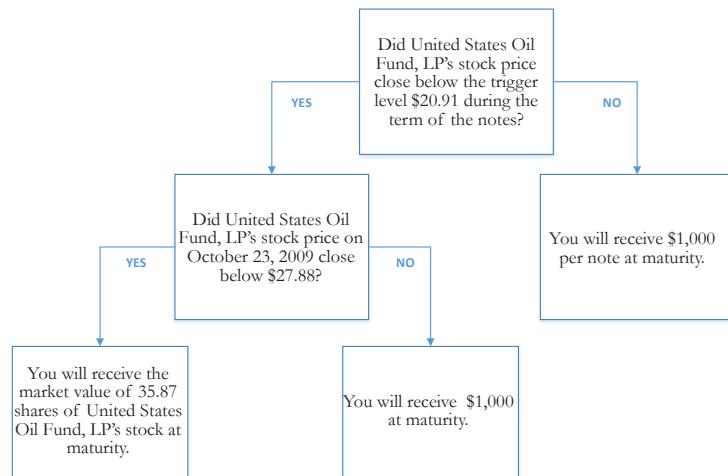 Did United States Oil
Fund, LP's stock price
close below the trigger
level $20.91 during the
term of the notes?
YES
NO
Did United States Oil
Fund, LP's stock price on
October 23, 2009 close
below $27.88?
You will receive $1,000
per note at maturity.
YES
NO
You will receive the
market value of 35.87
shares of United States
Oil Fund, LP's stock at
maturity.
You will receive $1,000
at maturity.